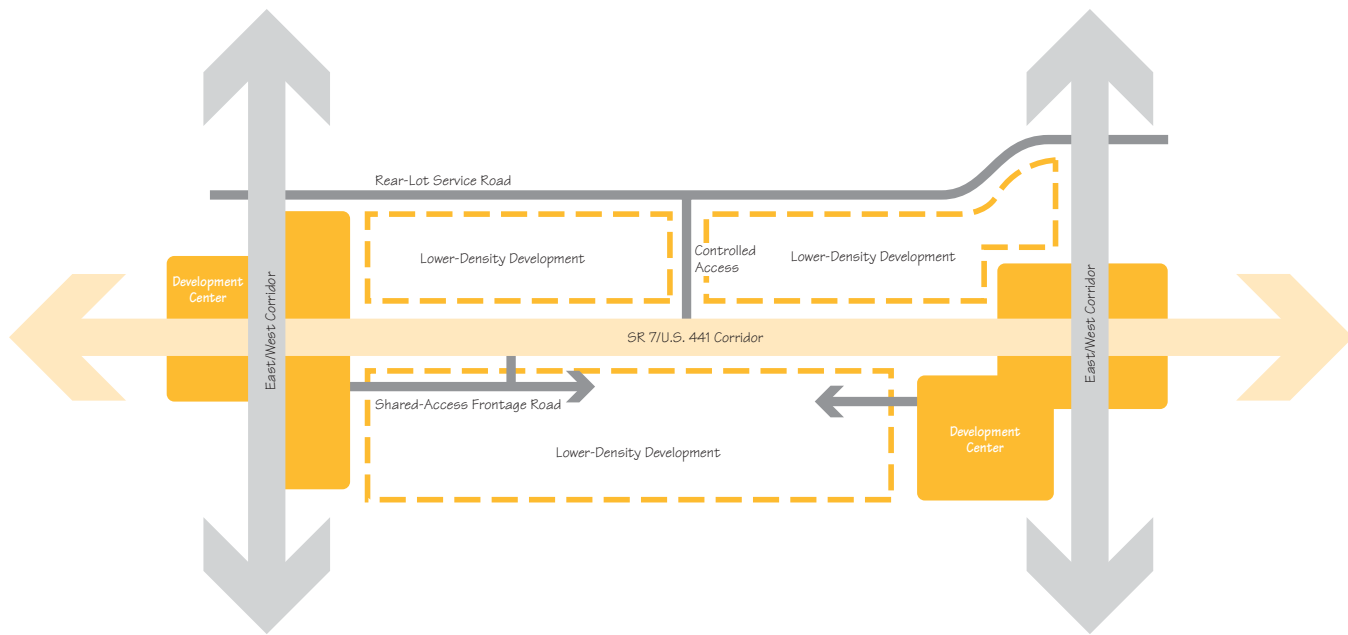 Rear-Lot Service Road
Lower-Density Development
Controlled
Access
Lower-Density Development
Development
Center
East/West Corridor
SR 7/U.S. 441 Corridor
East/West Corridor
Shared-Access Frontage Road
Lower-Density Development
Development
Center